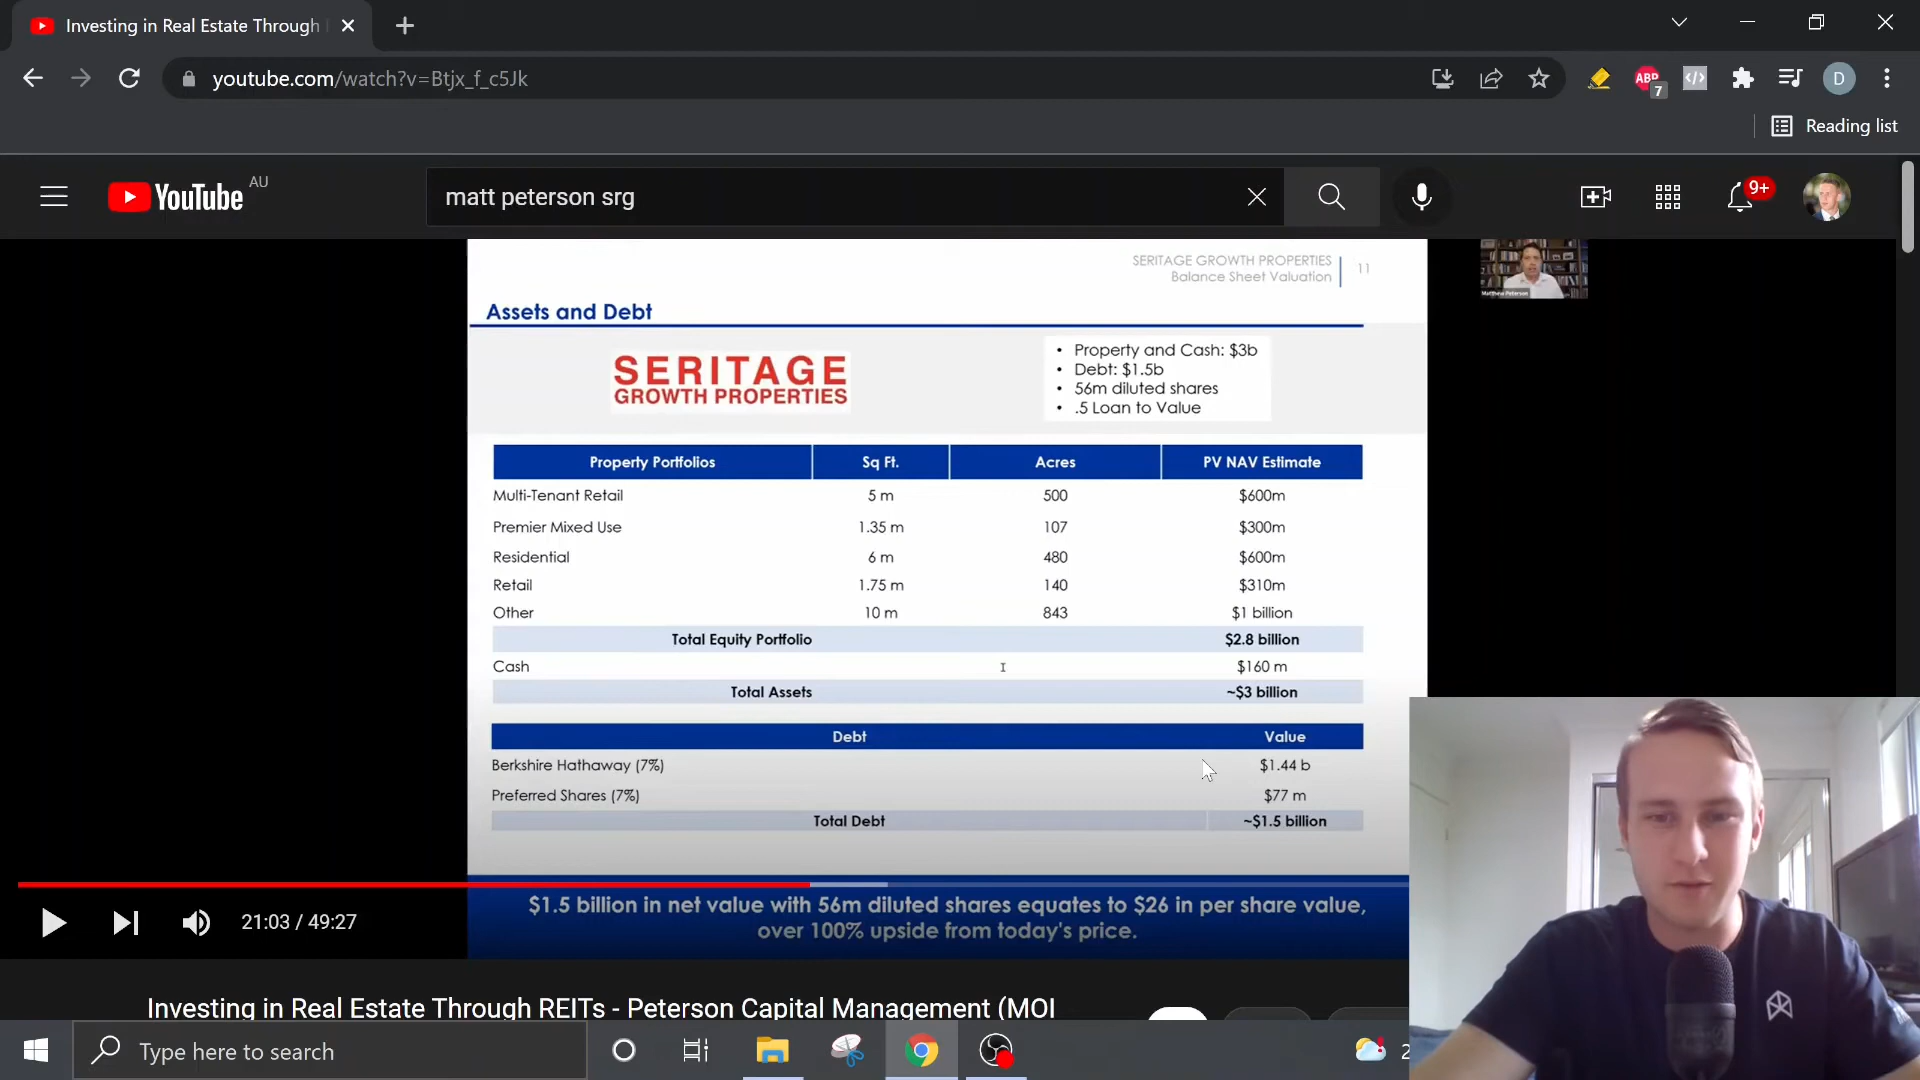 Investing in Real Estate Through
youtube.com/watch?v=Btjx_f_c5Jk
ABP
7
D
Reading list
YouTube
AU
matt peterson srg
9+
SERITAGE GROWTH PROPERTIES
Balance Sheet Valuation
11
Matthew Peterson
Assets and Debt
SERITAGE
GROWTH PROPERTIES
• Property and Cash: $3b
• Debt: $1.5b
• 56m diluted shares
• .5 Loan to Value
Property Portfolios Sq Ft. Acres PV NAV Estimate
Multi-Tenant Retail 5 m 500 $600m
Premier Mixed Use 1.35 m 107 $300m
Residential 6 m 480 $600m
Retail 1.75 m 140 $310m
Other 10 m 843 $1 billion
Total Equity Portfolio $2.8 billion
Cash $160 m
Total Assets ~$3 billion
Debt Value
Berkshire Hathaway (7%) $1.44 b
Preferred Shares (7%) $77 m
Total Debt ~$1.5 billion
$1.5 billion in net value with 56m diluted shares equates to $26 in per share value,
over 100% upside from today's price.
21:03 / 49:27
Investing in Real Estate Through REITs - Peterson Capital Management (MOI
Type here to search
2